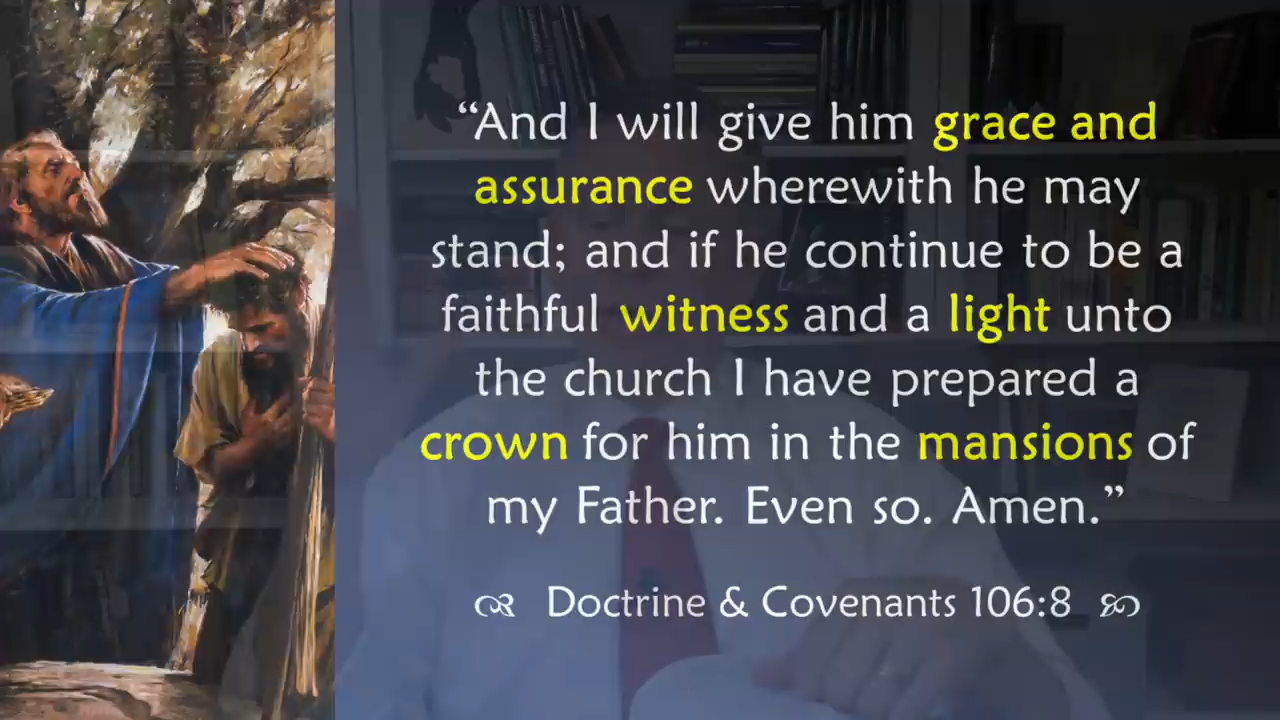 “And I will give him grace and
assurance wherewith he may
stand; and if he continue to be a
faithful witness and a light unto
the church I have prepared a
crown for him in the mansions of
my Father. Even so. Amen.”
Doctrine & Covenants 106:8